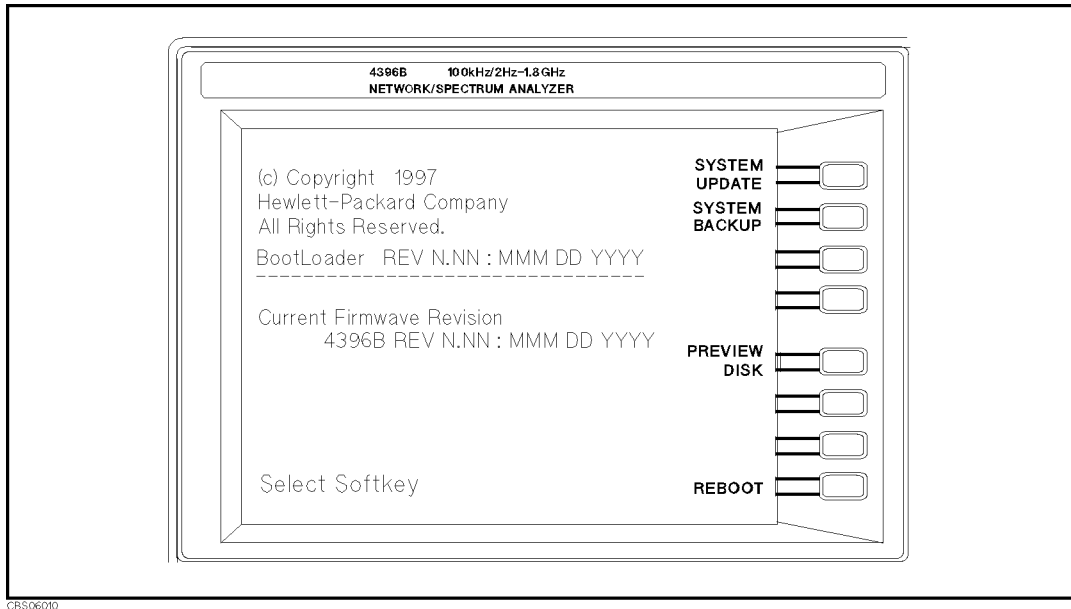 4396B 100kHz/2Hz-1.8GHz
NETWORK/SPECTRUM ANALYZER
(c) Copyright 1997
Hewlett-Packard Company
All Rights Reserved.
BootLoader REV N.NN : MMM DD YYYY
---------------------------------
Current Firmwave Revision
4396B REV N.NN : MMM DD YYYY
Select Softkey
SYSTEM
UPDATE
SYSTEM
BACKUP
PREVIEW
DISK
REBOOT
CBS06010